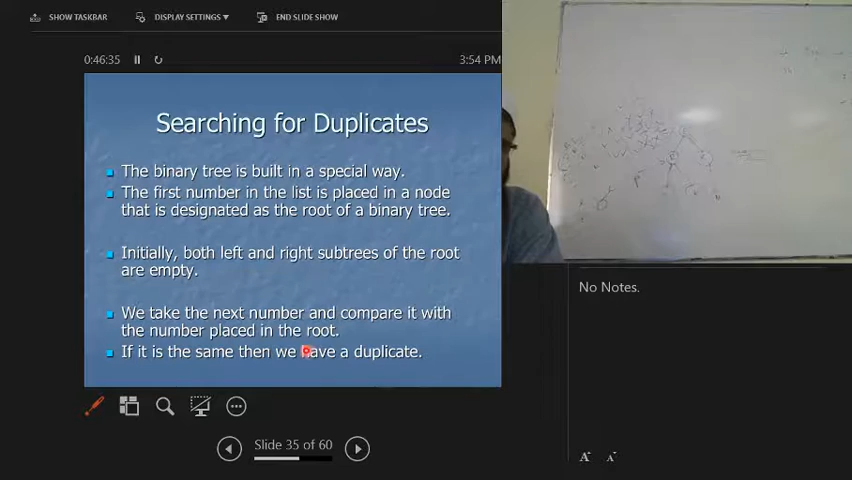 SHOW TASKBAR
DISPLAY SETTINGS ▾
END SLIDE SHOW
0:46:35
3:54 PM
Searching for Duplicates
The binary tree is built in a special way.
The first number in the list is placed in a node
that is designated as the root of a binary tree.
Initially, both left and right subtrees of the root
are empty.
We take the next number and compare it with
the number placed in the root.
If it is the same then we have a duplicate.
No Notes.
Slide 35 of 60
A A